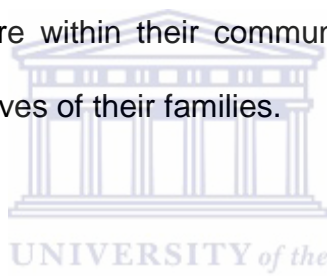 re within their commun
ves of their families.
UNIVERSITY of the